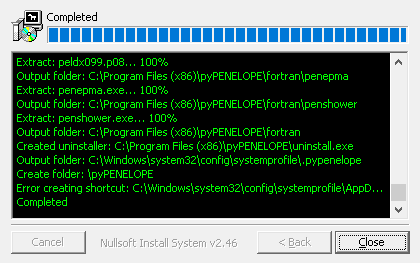 Completed
Extract: peldx099.p08... 100%
Output folder: C:\Program Files (x86)\pyPENELOPE\fortran\penepma
Extract: penepma.exe... 100%
Output folder: C:\Program Files (x86)\pyPENELOPE\fortran\penshower
Extract: penshower.exe... 100%
Output folder: C:\Program Files (x86)\pyPENELOPE\fortran
Created uninstaller: C:\Program Files (x86)\pyPENELOPE\uninstall.exe
Output folder: C:\Windows\system32\config\systemprofile\.pypenelope
Create folder: \pyPENELOPE
Error creating shortcut: C:\Windows\system32\config\systemprofile\AppD...
Completed
Cancel Nullsoft Install System v2.46 < Back Close